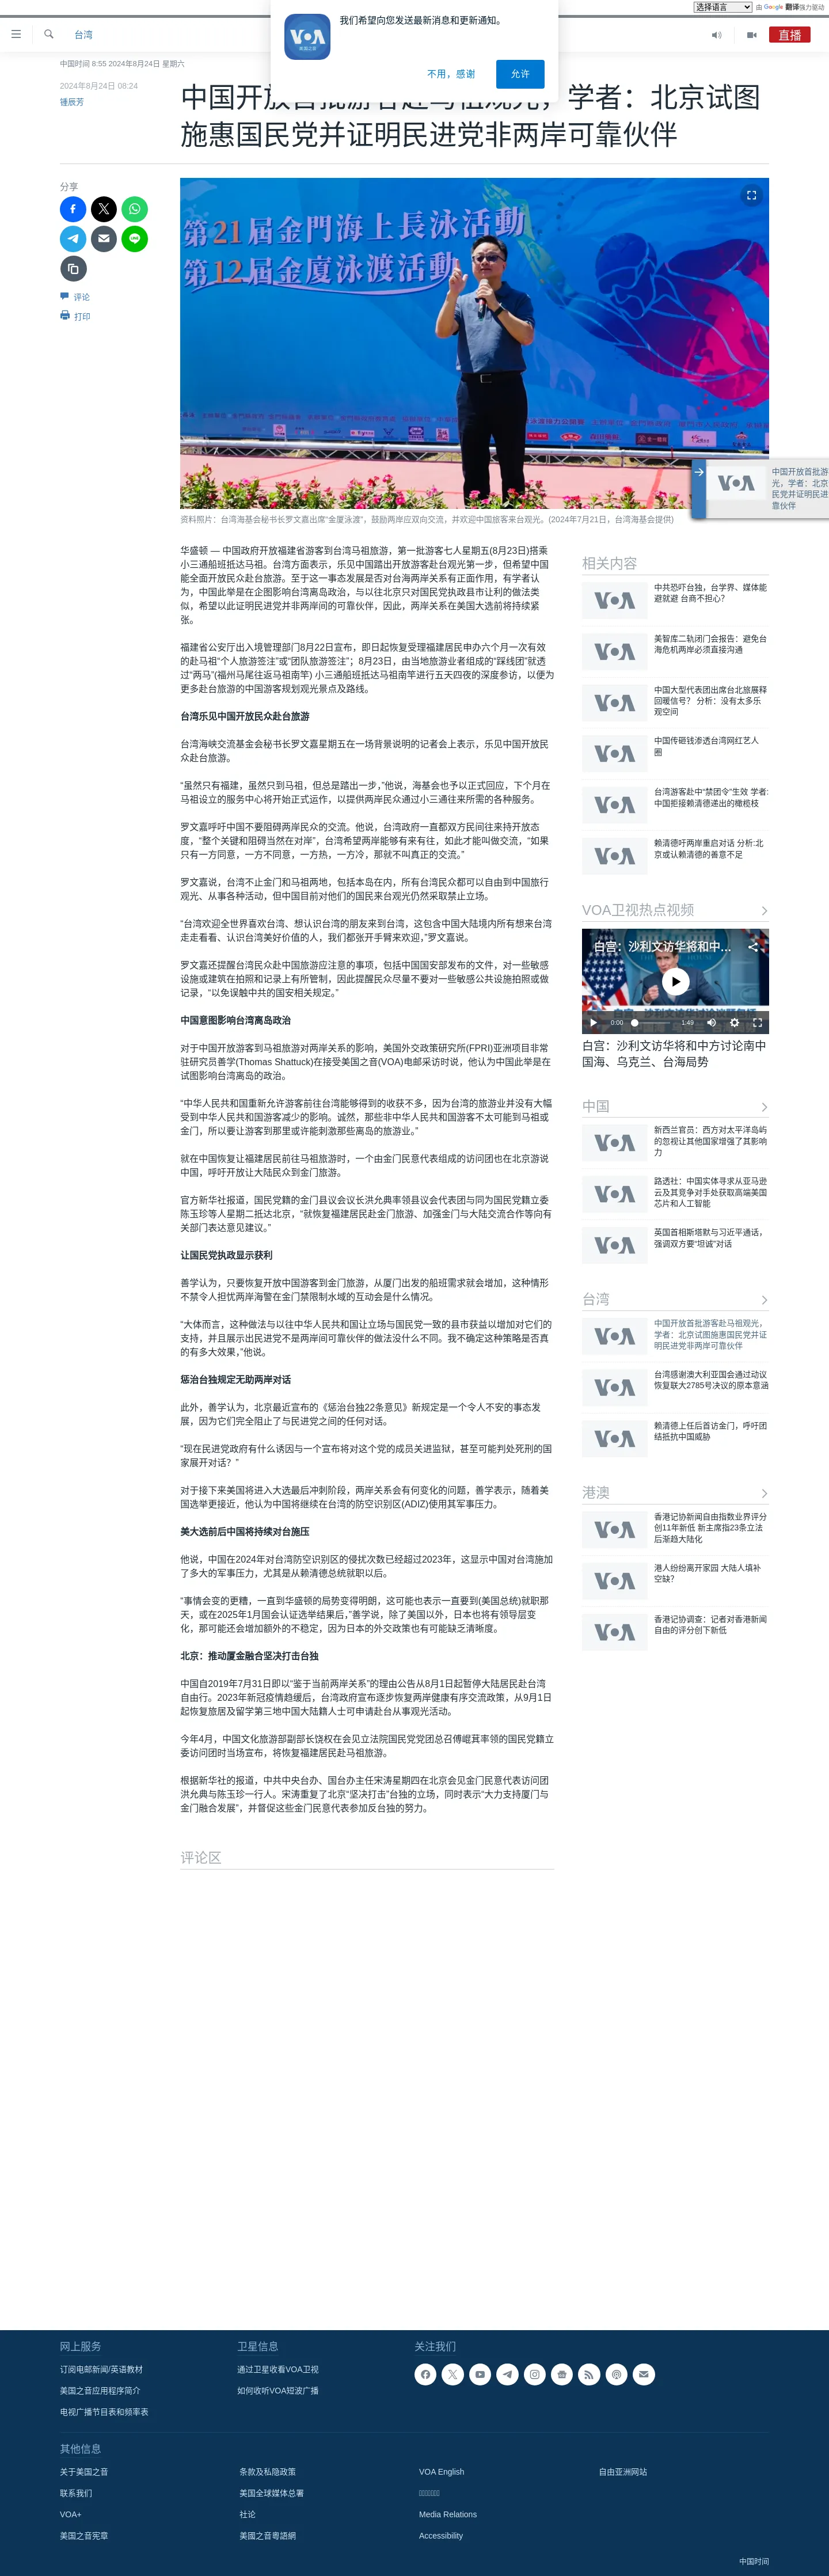 选择语言 由 Google 翻译强力驱动
我们希望向您发送最新消息和更新通知。
不用，感谢
允许
台湾
直播
中国时间 8:55 2024年8月24日 星期六
2024年8月24日 08:24
锺辰芳
中国开放首批游客赴马祖观光，学者：北京试图
施惠国民党并证明民进党非两岸可靠伙伴
分享
评论
打印
第21届金門海上長泳活動
第12届金廈泳渡活動
资料照片：台湾海基会秘书长罗文嘉出席“金厦泳渡”，鼓励两岸应双向交流，并欢迎中国旅客来台观光。(2024年7月21日，台湾海基会提供)
VOA
中国开放首批游
光，学者：北京
民党并证明民进
靠伙伴
华盛顿 — 中国政府开放福建省游客到台湾马祖旅游，第一批游客七人星期五(8月23日)搭乘
小三通船班抵达马祖。台湾方面表示，乐见中国踏出开放游客赴台观光第一步，但希望中国
能全面开放民众赴台旅游。至于这一事态发展是否对台海两岸关系有正面作用，有学者认
为，中国此举是在企图影响台湾离岛政治，与以往北京只对国民党执政县市让利的做法类
似，希望以此证明民进党并非两岸间的可靠伙伴，因此，两岸关系在美国大选前将持续紧
张。
福建省公安厅出入境管理部门8月22日宣布，即日起恢复受理福建居民申办六个月一次有效
的赴马祖“个人旅游签注”或“团队旅游签注”；8月23日，由当地旅游业者组成的“踩线团”就透
过“两马”(福州马尾往返马祖南竿) 小三通船班抵达马祖南竿进行五天四夜的深度参访，以便为
更多赴台旅游的中国游客规划观光景点及路线。
台湾乐见中国开放民众赴台旅游
台湾海峡交流基金会秘书长罗文嘉星期五在一场背景说明的记者会上表示，乐见中国开放民
众赴台旅游。
“虽然只有福建，虽然只到马祖，但总是踏出一步，”他说，海基会也予以正式回应，下个月在
马祖设立的服务中心将开始正式运作，以提供两岸民众通过小三通往来所需的各种服务。
罗文嘉呼吁中国不要阻碍两岸民众的交流。他说，台湾政府一直都双方民间往来持开放态
度，“整个关键和阻碍当然在对岸”，台湾希望两岸能够有来有往，如此才能叫做交流，“如果
只有一方同意，一方不同意，一方热，一方冷，那就不叫真正的交流。”
罗文嘉说，台湾不止金门和马祖两地，包括本岛在内，所有台湾民众都可以自由到中国旅行
观光、从事各种活动，但中国目前对他们的国民来台观光仍然采取禁止立场。
“台湾欢迎全世界喜欢台湾、想认识台湾的朋友来到台湾，这包含中国大陆境内所有想来台湾
走走看看、认识台湾美好价值的人，我们都张开手臂来欢迎，”罗文嘉说。
罗文嘉还提醒台湾民众赴中国旅游应注意的事项，包括中国国安部发布的文件，对一些敏感
设施或建筑在拍照和记录上有所管制，因此提醒民众尽量不要对一些敏感公共设施拍照或做
记录，“以免误触中共的国安相关规定。”
中国意图影响台湾离岛政治
对于中国开放游客到马祖旅游对两岸关系的影响，美国外交政策研究所(FPRI)亚洲项目非常
驻研究员善学(Thomas Shattuck)在接受美国之音(VOA)电邮采访时说，他认为中国此举是在
试图影响台湾离岛的政治。
“中华人民共和国重新允许游客前往台湾能够得到的收获不多，因为台湾的旅游业并没有大幅
受到中华人民共和国游客减少的影响。诚然，那些非中华人民共和国游客不太可能到马祖或
金门，所以要让游客到那里或许能刺激那些离岛的旅游业。”
就在中国恢复让福建居民前往马祖旅游时，一个由金门民意代表组成的访问团也在北京游说
中国，呼吁开放让大陆民众到金门旅游。
官方新华社报道，国民党籍的金门县议会议长洪允典率领县议会代表团与同为国民党籍立委
陈玉珍等人星期二抵达北京，“就恢复福建居民赴金门旅游、加强金门与大陆交流合作等向有
关部门表达意见建议。”
让国民党执政显示获利
善学认为，只要恢复开放中国游客到金门旅游，从厦门出发的船班需求就会增加，这种情形
不禁令人担忧两岸海警在金门禁限制水域的互动会是什么情况。
“大体而言，这种做法与以往中华人民共和国让立场与国民党一致的县市获益以增加对它们的
支持，并且展示出民进党不是两岸间可靠伙伴的做法没什么不同。我不确定这种策略是否真
的有多大效果，”他说。
惩治台独规定无助两岸对话
此外，善学认为，北京最近宣布的《惩治台独22条意见》新规定是一个令人不安的事态发
展，因为它们完全阻止了与民进党之间的任何对话。
“现在民进党政府有什么诱因与一个宣布将对这个党的成员关进监狱，甚至可能判处死刑的国
家展开对话？”
对于接下来美国将进入大选最后冲刺阶段，两岸关系会有何变化的问题，善学表示，随着美
国选举更接近，他认为中国将继续在台湾的防空识别区(ADIZ)使用其军事压力。
美大选前后中国将持续对台施压
他说，中国在2024年对台湾防空识别区的侵扰次数已经超过2023年，这显示中国对台湾施加
了多大的军事压力，尤其是从赖清德总统就职以后。
“事情会变的更糟，一直到华盛顿的局势变得明朗，这可能也表示一直要到(美国总统)就职那
天，或在2025年1月国会认证选举结果后，”善学说，除了美国以外，日本也将有领导层变
化，那可能还会增加额外的不稳定，因为日本的外交政策也有可能缺乏清晰度。
北京：推动厦金融合坚决打击台独
中国自2019年7月31日即以“鉴于当前两岸关系”的理由公告从8月1日起暂停大陆居民赴台湾
自由行。2023年新冠疫情趋缓后，台湾政府宣布逐步恢复两岸健康有序交流政策，从9月1日
起恢复旅居及留学第三地中国大陆籍人士可申请赴台从事观光活动。
今年4月，中国文化旅游部副部长饶权在会见立法院国民党党团总召傅崐萁率领的国民党籍立
委访问团时当场宣布，将恢复福建居民赴马祖旅游。
根据新华社的报道，中共中央台办、国台办主任宋涛星期四在北京会见金门民意代表访问团
洪允典与陈玉珍一行人。宋涛重复了北京“坚决打击”台独的立场，同时表示“大力支持厦门与
金门融合发展”，并督促这些金门民意代表参加反台独的努力。
评论区
相关内容
中共恐吓台独，台学界、媒体能
避就避 台商不担心？
美智库二轨闭门会报告：避免台
海危机两岸必须直接沟通
中国大型代表团出席台北旅展释
回暖信号？ 分析：没有太多乐
观空间
中国传砸钱渗透台湾网红艺人
圈
台湾游客赴中“禁团令”生效 学者:
中国拒接赖清德递出的橄榄枝
赖清德吁两岸重启对话 分析:北
京或认赖清德的善意不足
VOA卫视热点视频
白宫：沙利文访华将和中...
0:00 1:49
白宫：沙利文访华将和中方讨论南中
国海、乌克兰、台海局势
中国
新西兰官员：西方对太平洋岛屿
的忽视让其他国家增强了其影响
力
路透社：中国实体寻求从亚马逊
云及其竞争对手处获取高端美国
芯片和人工智能
英国首相斯塔默与习近平通话，
强调双方要“坦诚”对话
台湾
中国开放首批游客赴马祖观光，
学者：北京试图施惠国民党并证
明民进党非两岸可靠伙伴
台湾感谢澳大利亚国会通过动议
恢复联大2785号决议的原本意涵
赖清德上任后首访金门，呼吁团
结抵抗中国威胁
港澳
香港记协新闻自由指数业界评分
创11年新低 新主席指23条立法
后渐趋大陆化
港人纷纷离开家园 大陆人填补
空缺？
香港记协调查：记者对香港新闻
自由的评分创下新低
网上服务
订阅电邮新闻/英语教材
美国之音应用程序简介
电视广播节目表和频率表
卫星信息
通过卫星收看VOA卫视
如何收听VOA短波广播
关注我们
其他信息
关于美国之音
联系我们
VOA+
美国之音宪章
条款及私隐政策
美国全球媒体总署
社论
美國之音粵語網
VOA English
Media Relations
Accessibility
自由亚洲网站
中国时间